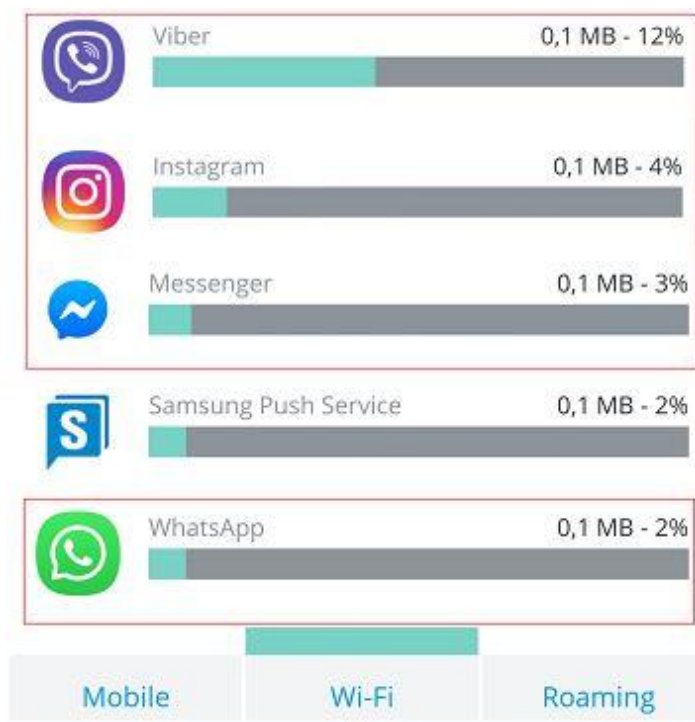 Viber 0,1 MB - 12%
Instagram 0,1 MB - 4%
Messenger 0,1 MB - 3%
S
Samsung Push Service 0,1 MB - 2%
WhatsApp 0,1 MB - 2%
Mobile Wi-Fi Roaming